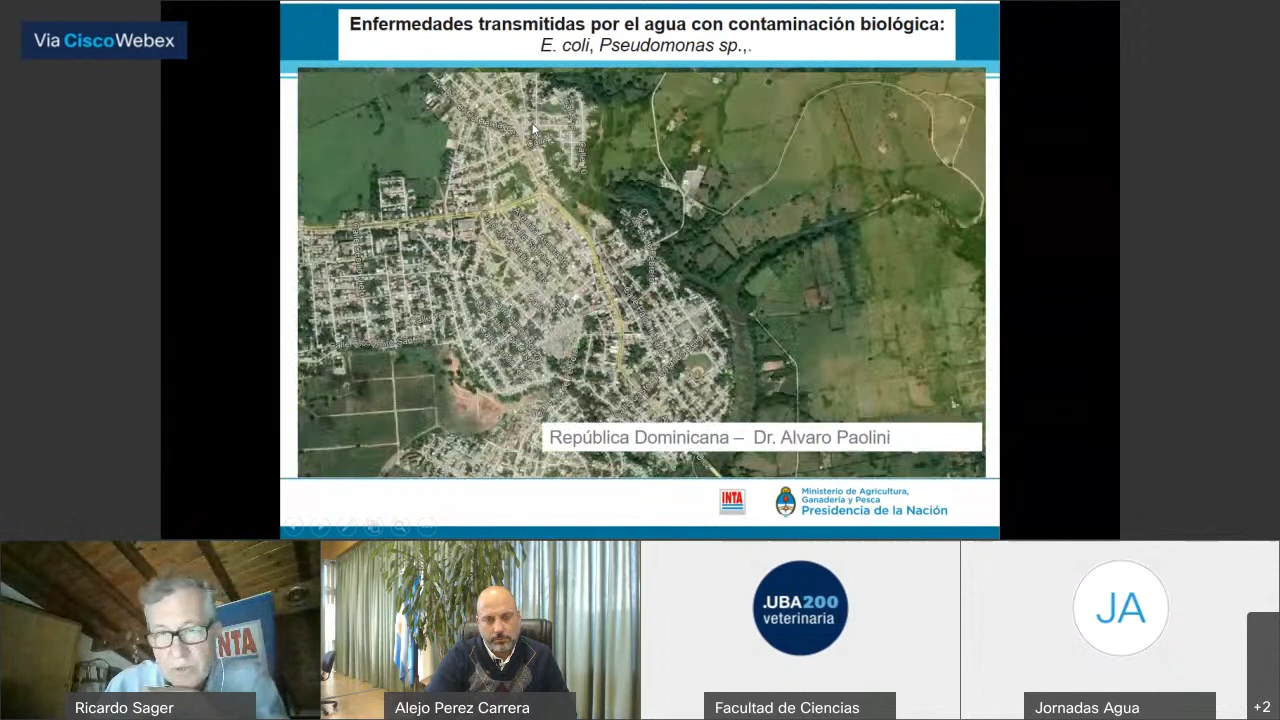 Via CiscoWebex
Enfermedades transmitidas por el agua con contaminación biológica:
E. coli, Pseudomonas sp.,.
República Dominicana – Dr. Alvaro Paolini
INTA
Ministerio de Agricultura,
Ganadería y Pesca
Presidencia de la Nación
INTA
.UBA200
veterinaria
JA
Ricardo Sager
Alejo Perez Carrera
Facultad de Ciencias
Jornadas Agua
+2